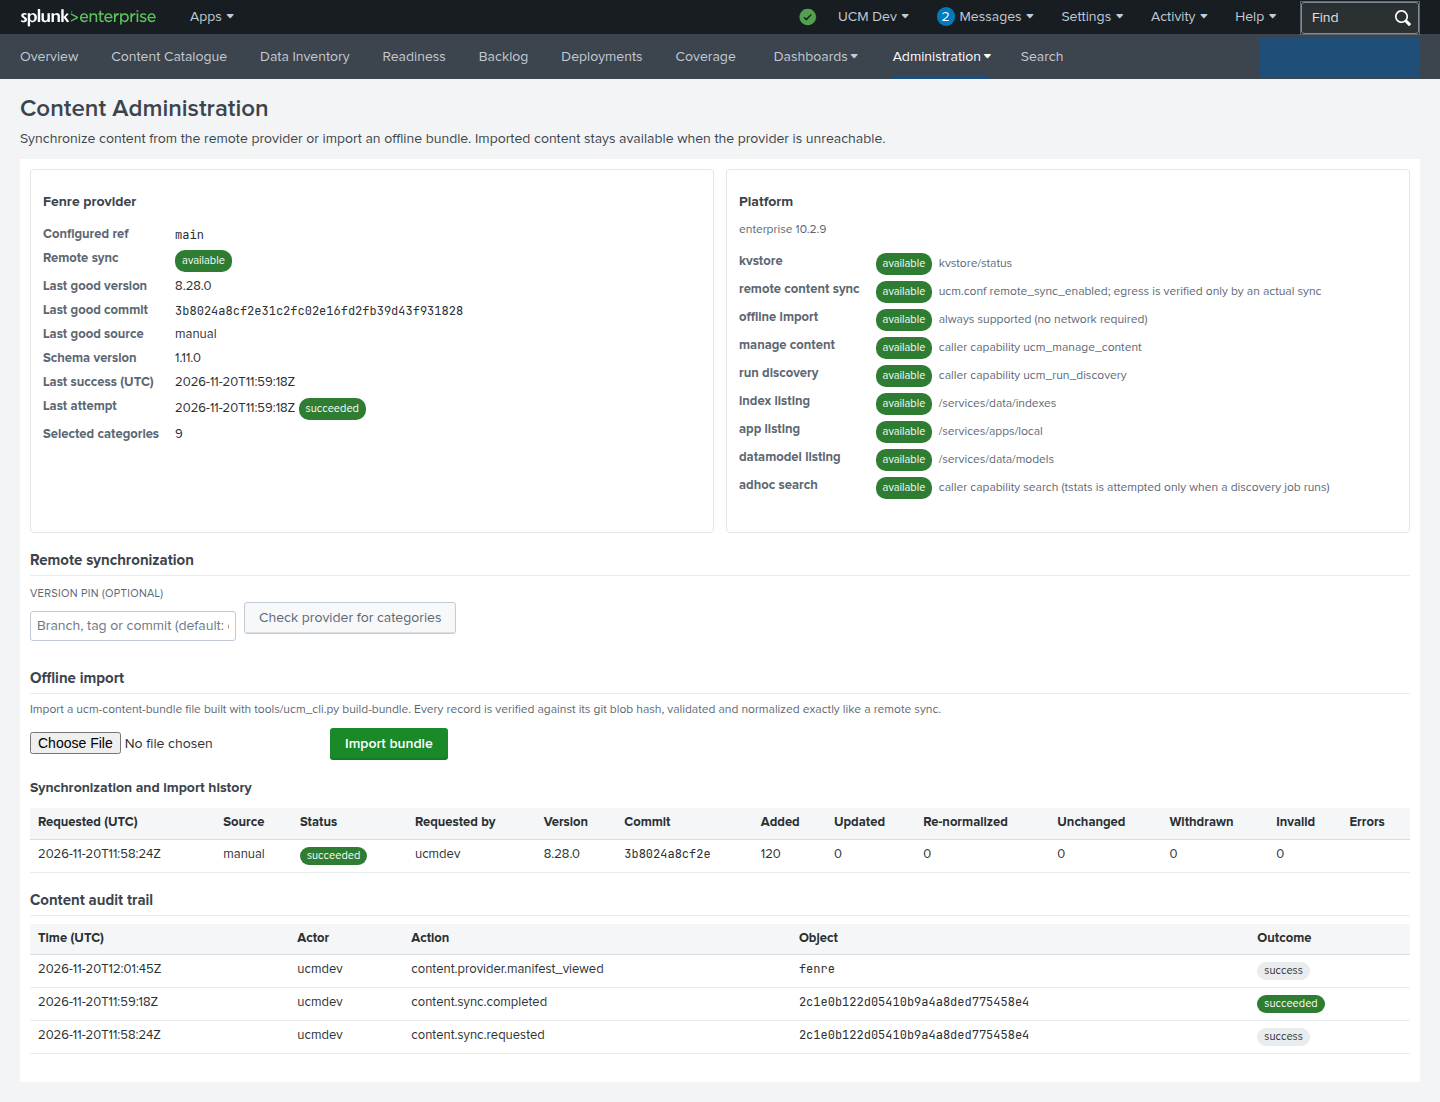 splunk>enterprise Apps UCM Dev 2 Messages Settings Activity Help Find
Overview Content Catalogue Data Inventory Readiness Backlog Deployments Coverage Dashboards Administration Search
Content Administration
Synchronize content from the remote provider or import an offline bundle. Imported content stays available when the provider is unreachable.
Fenre provider
Configured ref main
Remote sync available
Last good version 8.28.0
Last good commit 3b8024a8cf2e31c2fc02e16fd2fb39d43f931828
Last good source manual
Schema version 1.11.0
Last success (UTC) 2026-11-20T11:59:18Z
Last attempt 2026-11-20T11:59:18Z succeeded
Selected categories 9
Platform
enterprise 10.2.9
kvstore available kvstore/status
remote content sync available ucm.conf remote_sync_enabled; egress is verified only by an actual sync
offline import available always supported (no network required)
manage content available caller capability ucm_manage_content
run discovery available caller capability ucm_run_discovery
index listing available /services/data/indexes
app listing available /services/apps/local
datamodel listing available /services/data/models
adhoc search available caller capability search (tstats is attempted only when a discovery job runs)
Remote synchronization
VERSION PIN (OPTIONAL)
Branch, tag or commit (default: Check provider for categories
Offline import
Import a ucm-content-bundle file built with tools/ucm_cli.py build-bundle. Every record is verified against its git blob hash, validated and normalized exactly like a remote sync.
Choose File No file chosen Import bundle
Synchronization and import history
Requested (UTC) Source Status Requested by Version Commit Added Updated Re-normalized Unchanged Withdrawn Invalid Errors
2026-11-20T11:58:24Z manual succeeded ucmdev 8.28.0 3b8024a8cf2e 120 0 0 0 0 0
Content audit trail
Time (UTC) Actor Action Object Outcome
2026-11-20T12:01:45Z ucmdev content.provider.manifest_viewed fenre success
2026-11-20T11:59:18Z ucmdev content.sync.completed 2c1e0b122d05410b9a4a8ded775458e4 succeeded
2026-11-20T11:58:24Z ucmdev content.sync.requested 2c1e0b122d05410b9a4a8ded775458e4 success